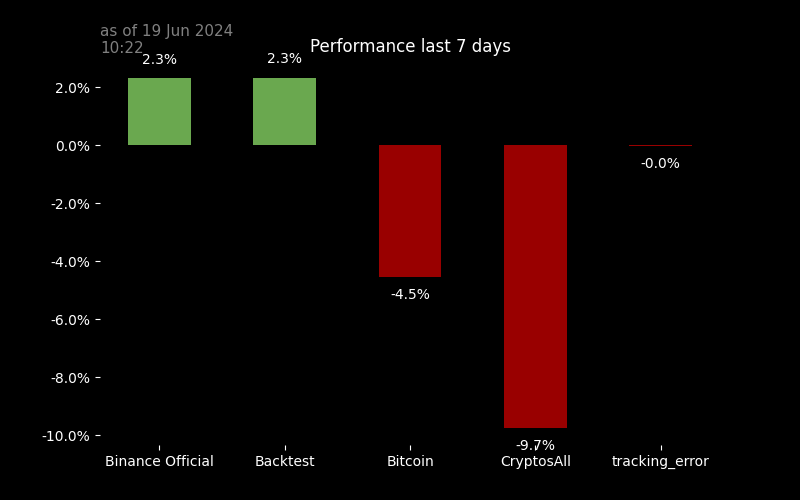 as of 19 Jun 2024
10:22
Performance last 7 days
2.3%
2.3%
-4.5%
-9.7%
-0.0%
2.0%
0.0%
-2.0%
-4.0%
-6.0%
-8.0%
-10.0%
Binance Official
Backtest
Bitcoin
CryptosAll
tracking_error